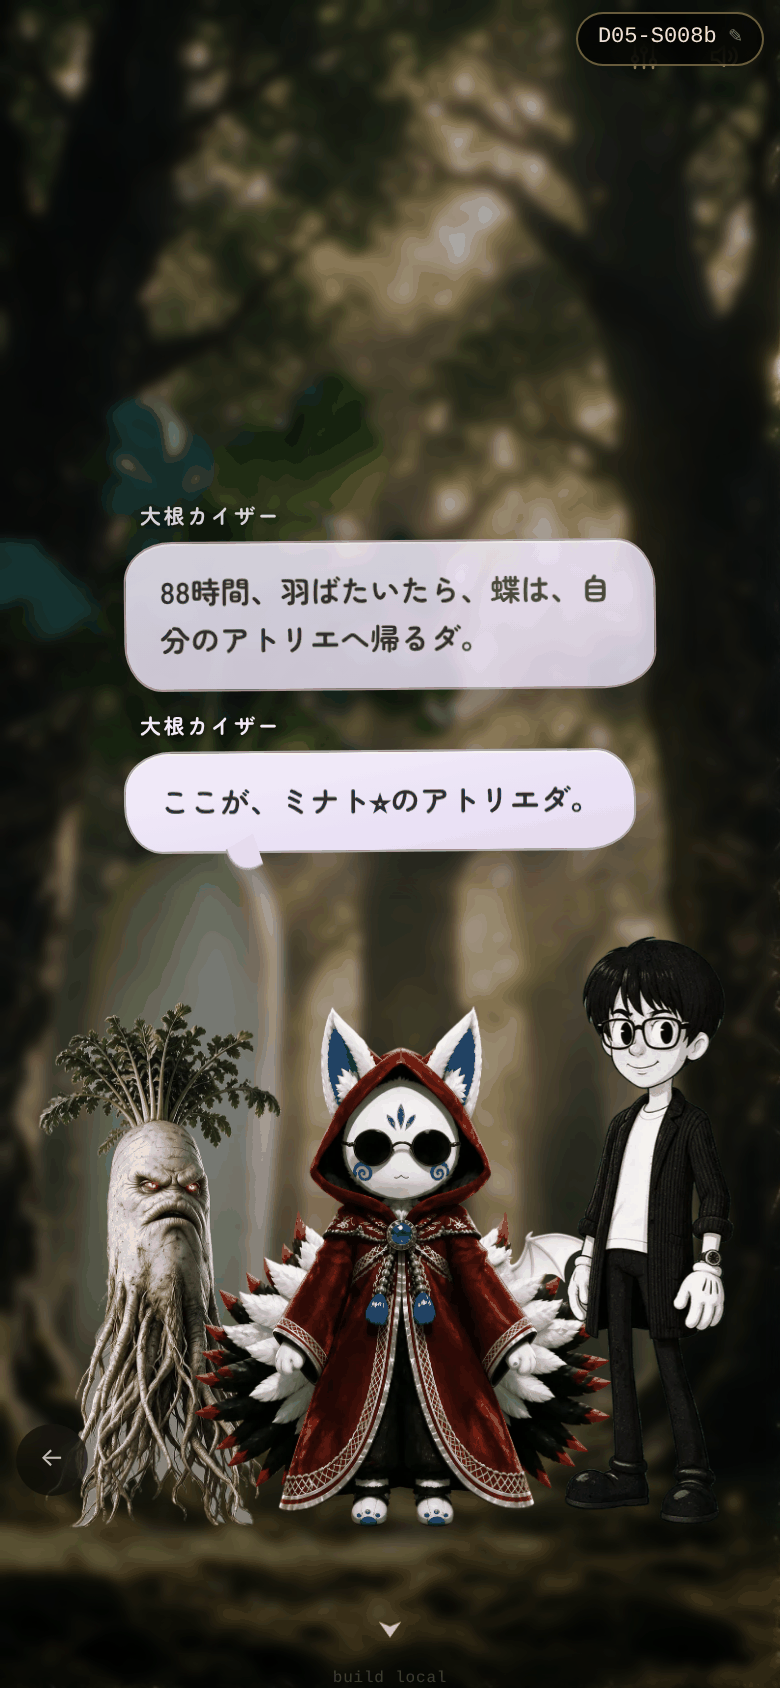 D05-S008b ✎
大根カイザー
88時間、羽ばたいたら、蝶は、自
分のアトリエへ帰るダ。
大根カイザー
ここが、ミナト★のアトリエダ。
build local